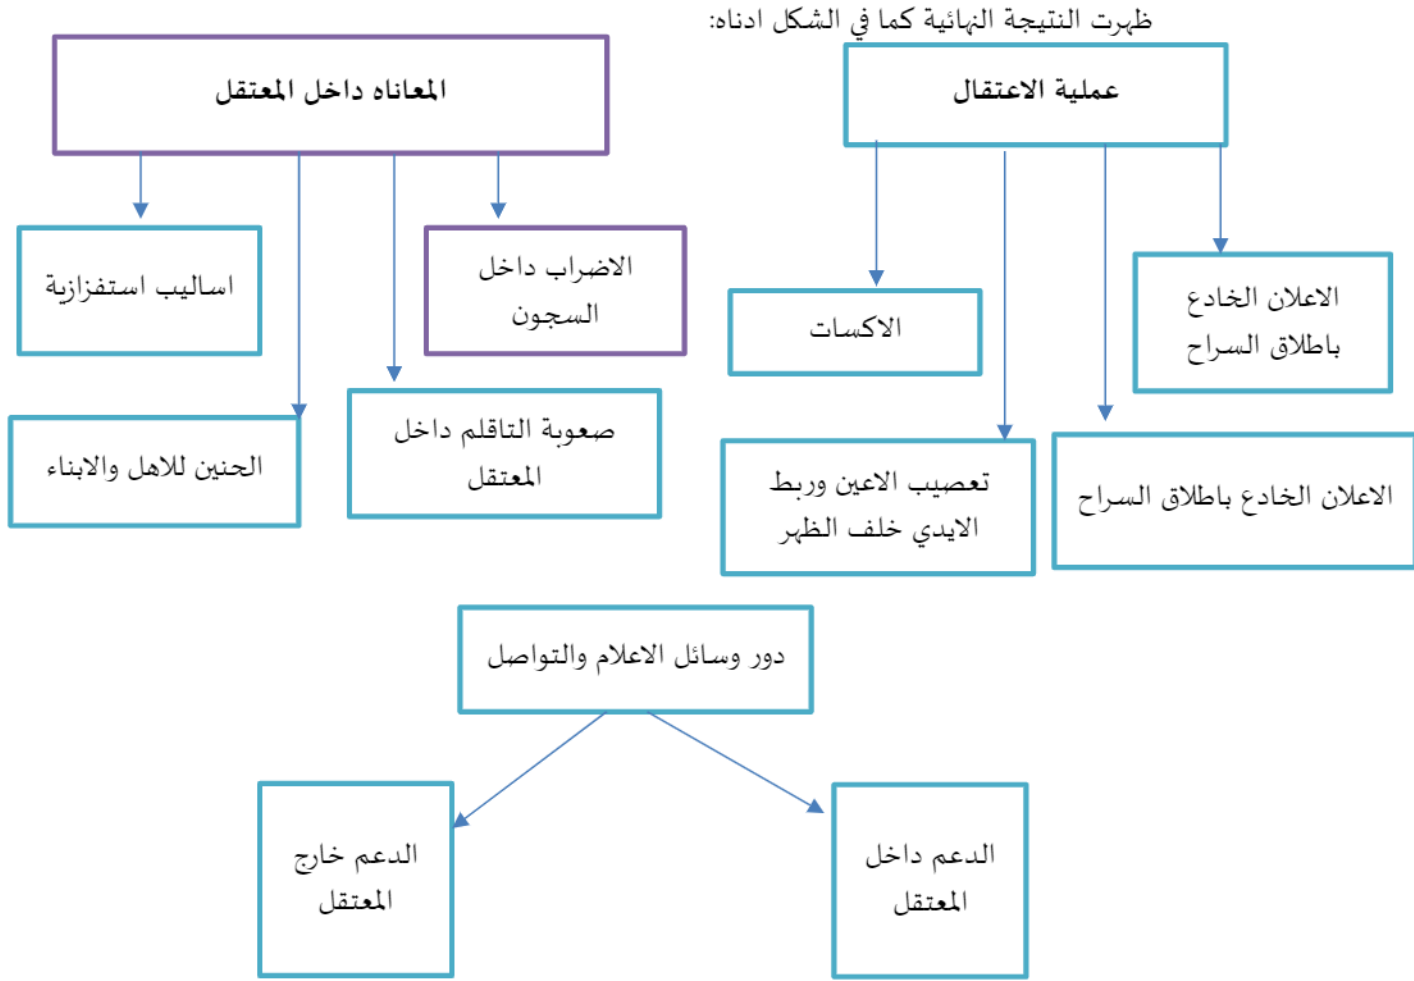 ظهرت النتيجة النهائية كما في الشكل ادناه:
عملية الاعتقال
الاعلان الخادع
باطلاق السراح
الاعلان الخادع باطلاق السراح
تعصيب الاعين وربط
الايدي خلف الظهر
الاكسات
المعاناه داخل المعتقل
الاضراب داخل
السجون
صعوبة التاقلم داخل
المعتقل
الحنين للاهل والابناء
اساليب استفزازية
دور وسائل الاعلام والتواصل
الدعم داخل
المعتقل
الدعم خارج
المعتقل